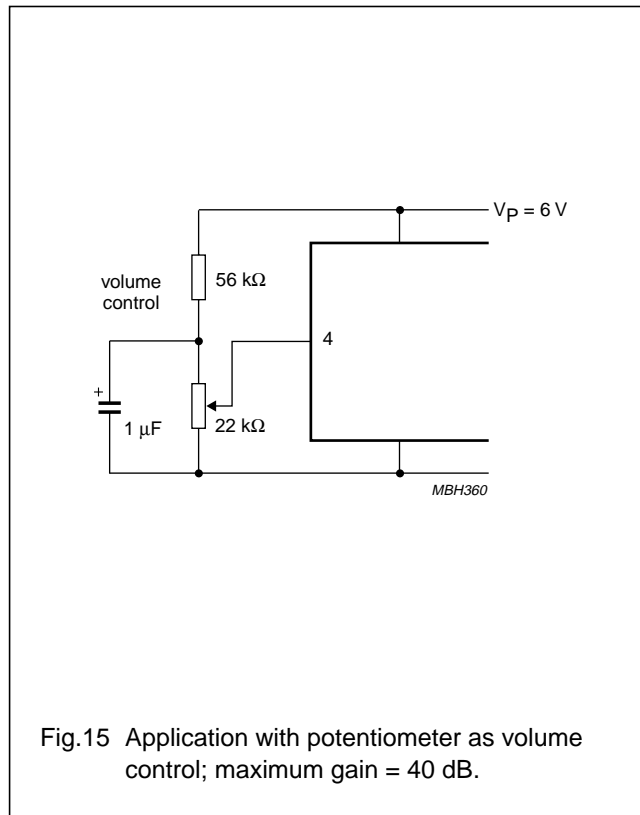 V_P = 6 V
56 kΩ
volume
control
4
+
22 kΩ
1 μF
MBH360
Fig.15 Application with potentiometer as volume
control; maximum gain = 40 dB.